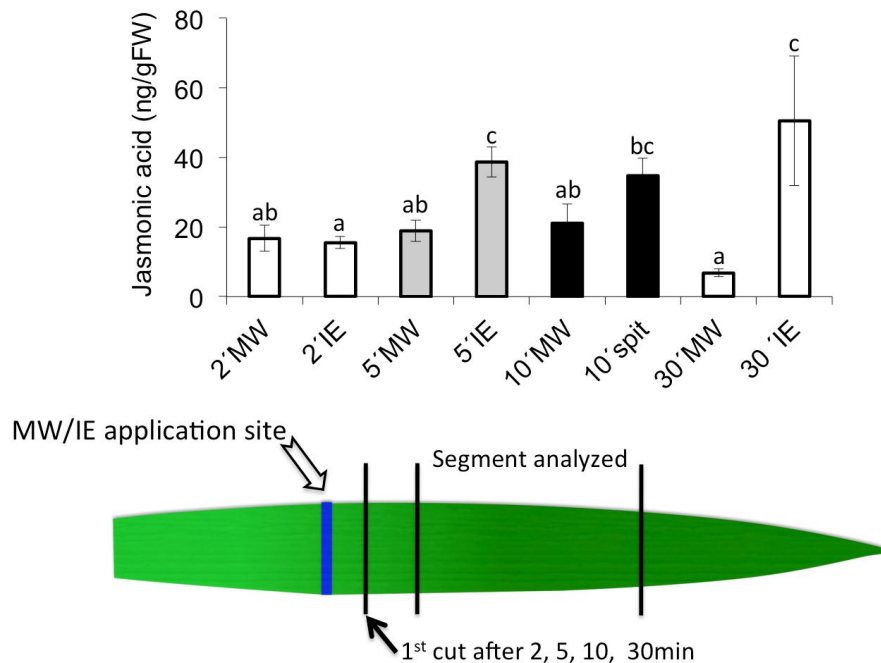 Jasmonic acid (ng/gFW)
80
60
40
20
0
ab
a
ab
c
ab
bc
a
c
2´MW
2´IE
5´MW
5´IE
10´MW
10´spit
30´MW
30 ´IE
MW/IE application site
Segment analyzed
1st cut after 2, 5, 10, 30min